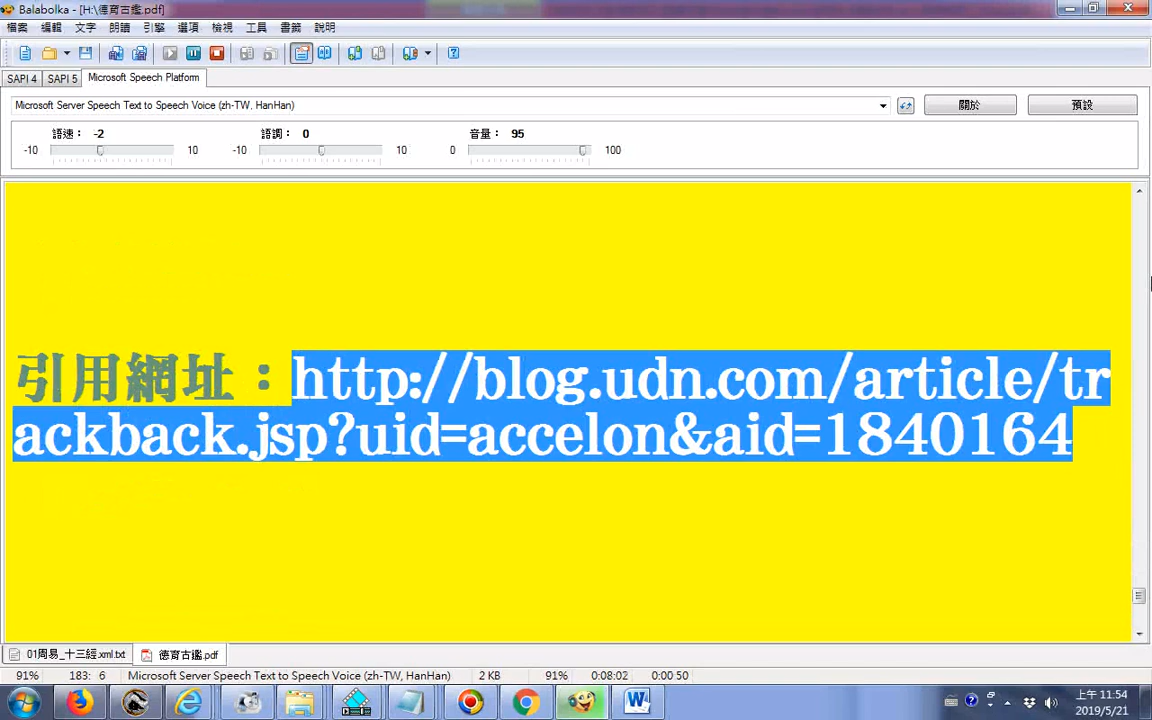 Balabolka - [H:\德育古鑑.pdf]
檔案 編輯 文字 朗讀 引擎 選項 檢視 工具 書籤 說明
SAPI 4 SAPI 5 Microsoft Speech Platform
Microsoft Server Speech Text to Speech Voice (zh-TW, HanHan) 關於 預設
語速： -2 語調： 0 音量： 95
-10 10 -10 10 0 100
引用網址：http://blog.udn.com/article/tr
ackback.jsp?uid=accelon&aid=1840164
01周易_十三經.xml.txt 德育古鑑.pdf
91% 183: 6 Microsoft Server Speech Text to Speech Voice (zh-TW, HanHan) 2 KB 91% 0:08:02 0:00 50
上午 11:54
2019/5/21